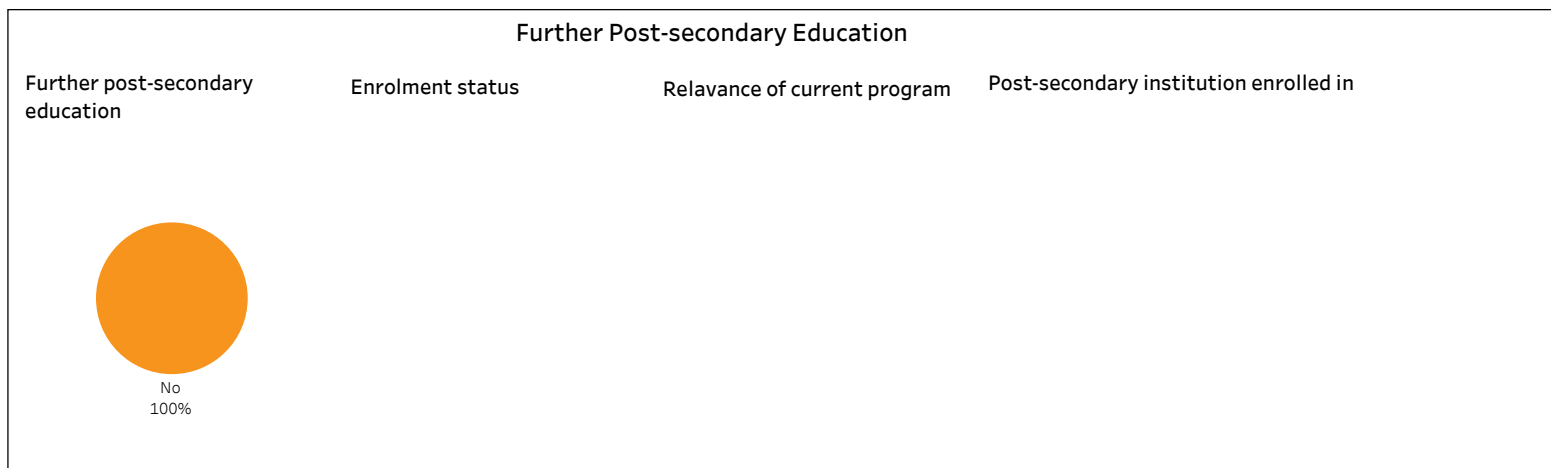 Further Post-secondary Education
Further post-secondary
education
Enrolment status
Relavance of current program
Post-secondary institution enrolled in
No
100%